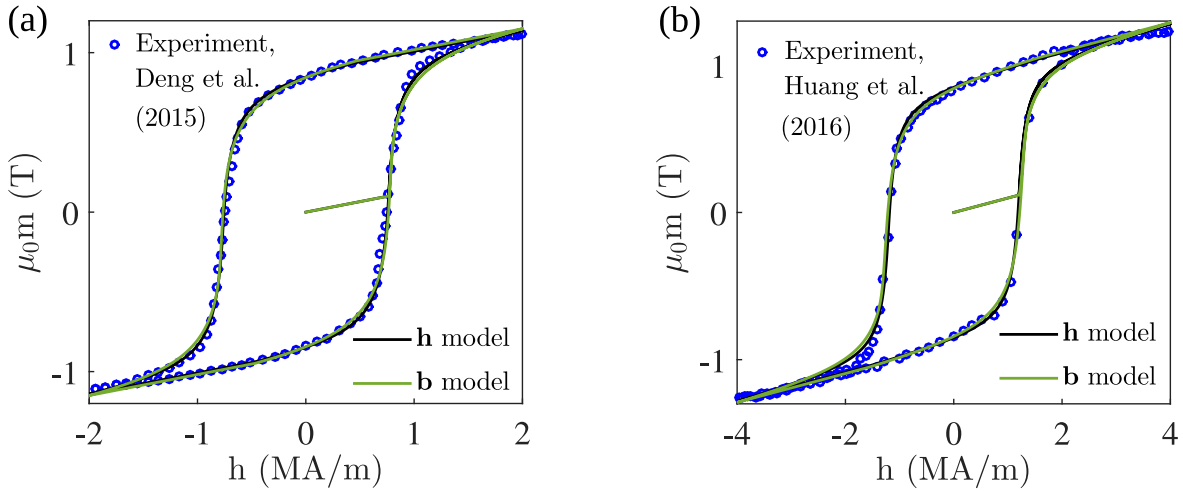 (a)
Experiment,
Deng et al.
(2015)
h model
b model
1
0
-1
μ₀m (T)
-2
-1
0
1
2
h (MA/m)
(b)
Experiment,
Huang et al.
(2016)
h model
b model
1
0
-1
μ₀m (T)
-4
-2
0
2
4
h (MA/m)